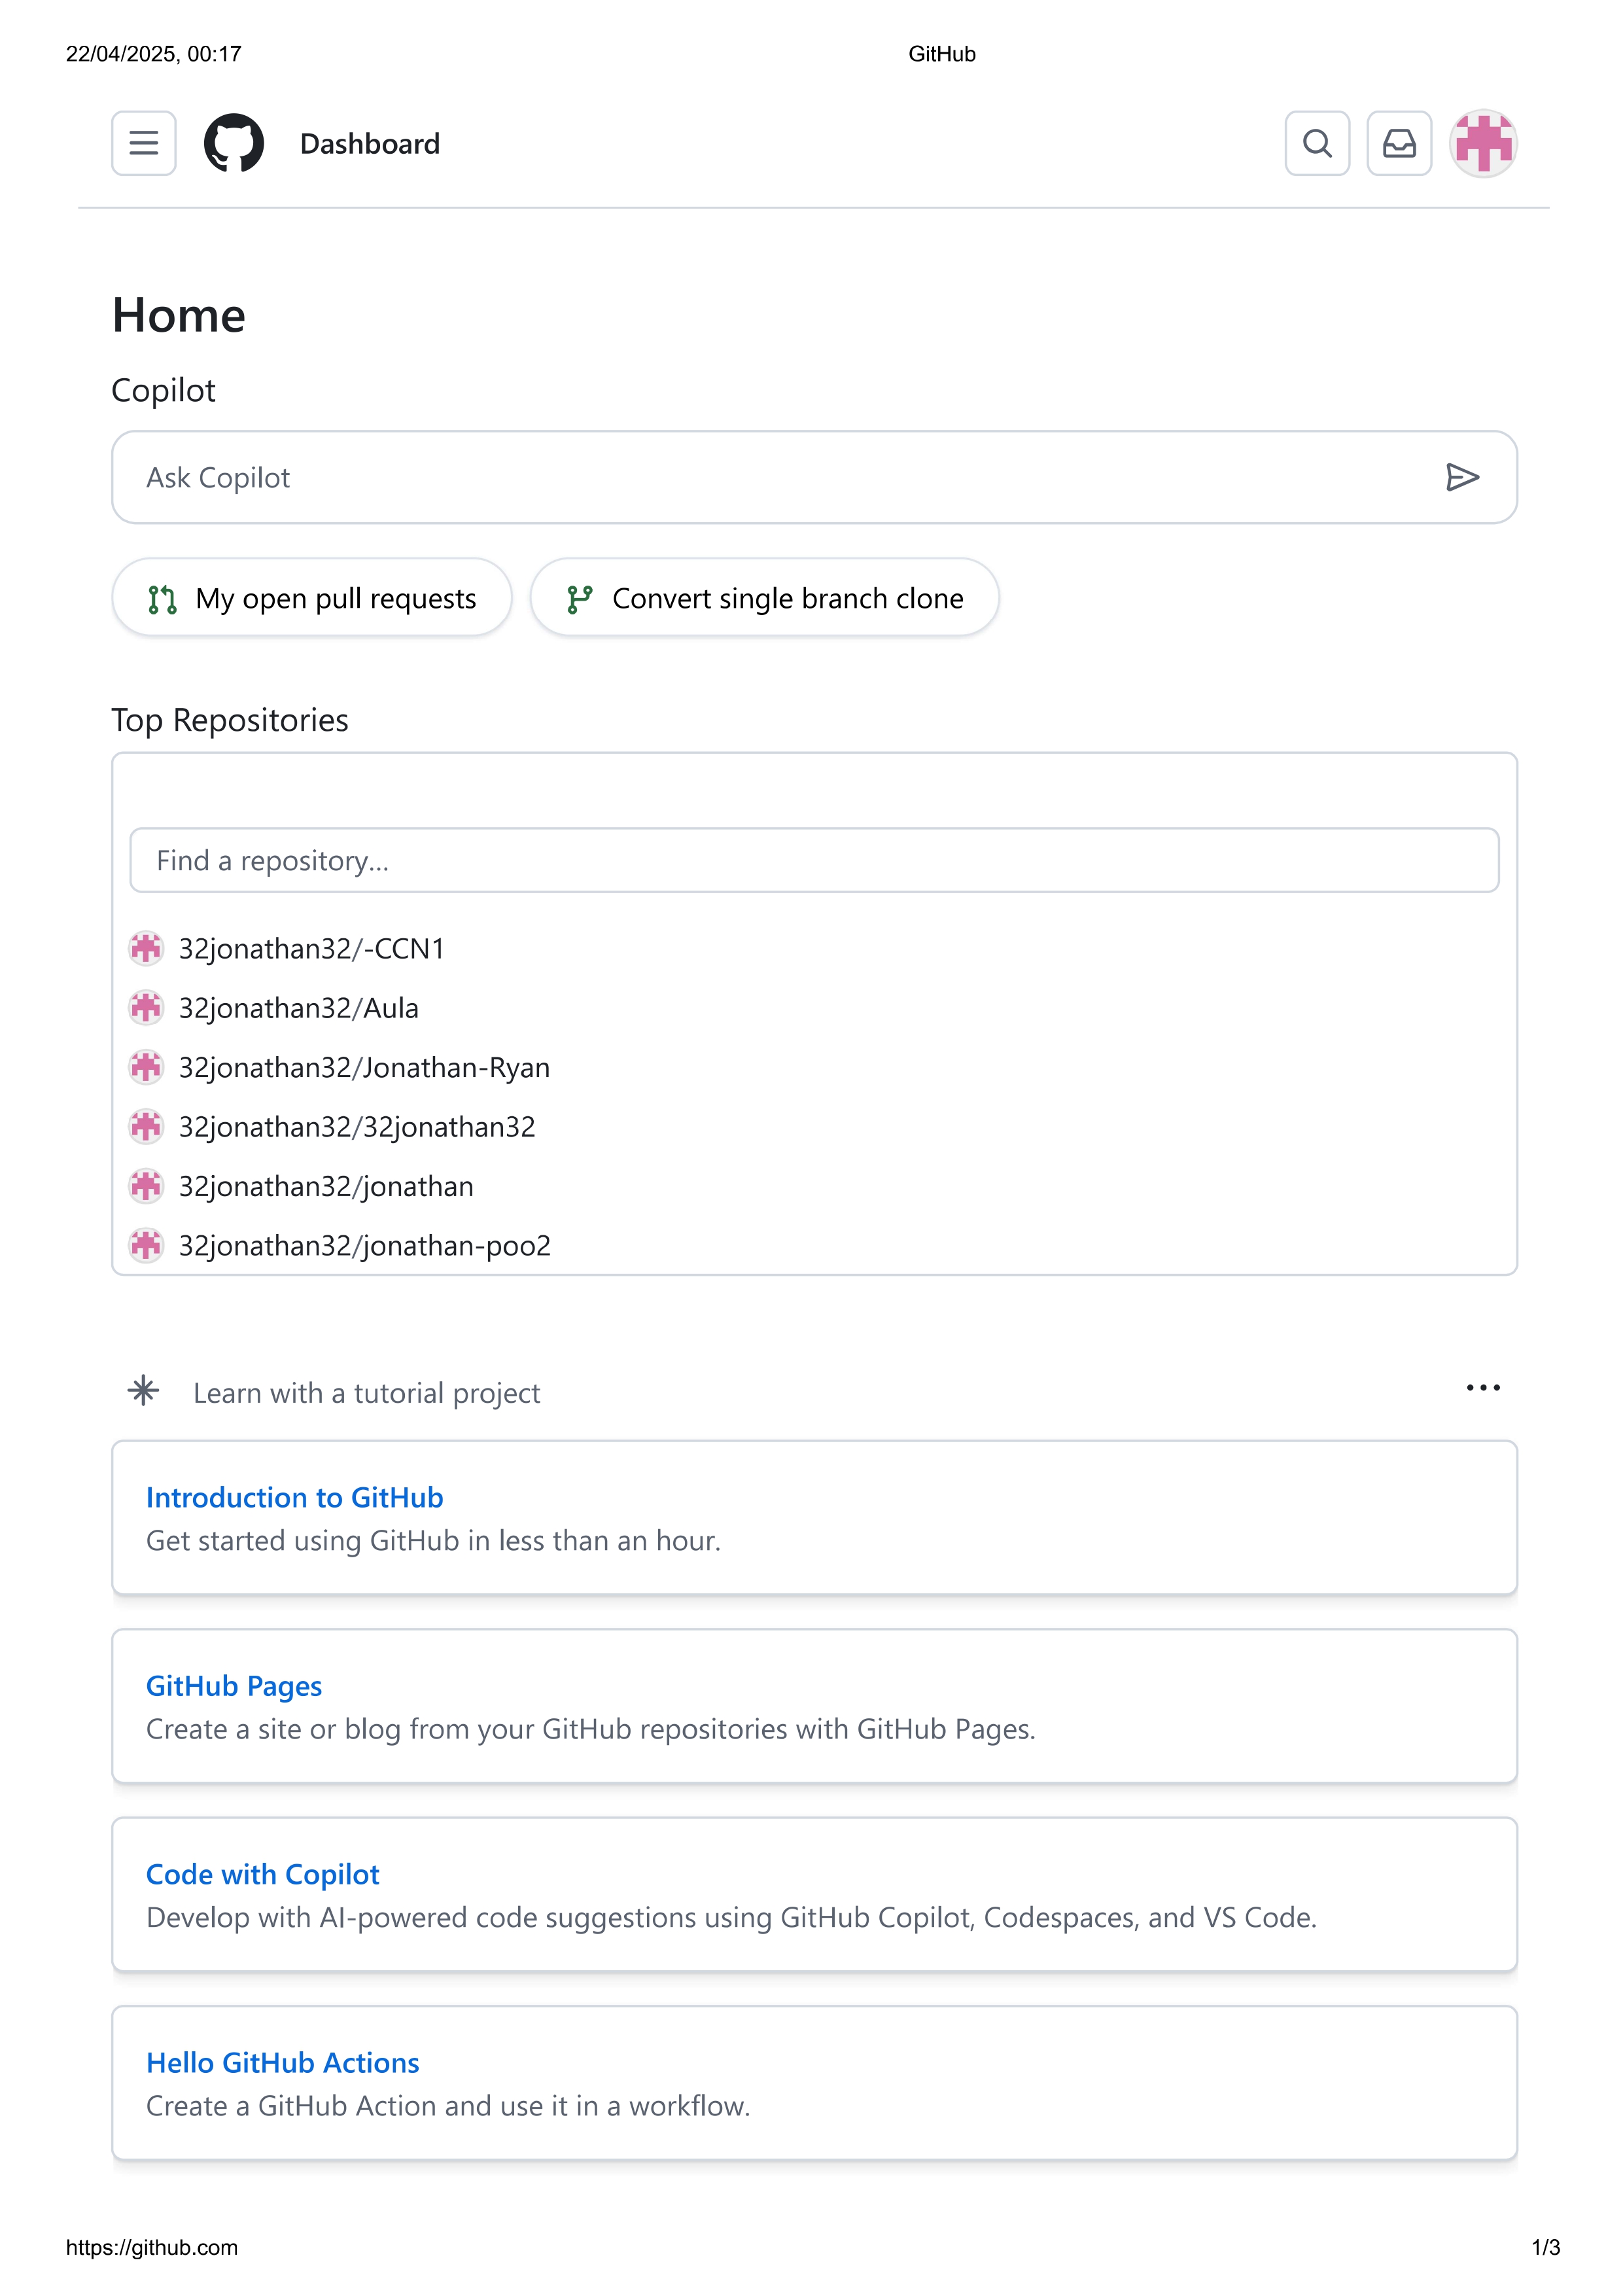 22/04/2025, 00:17
GitHub
Dashboard
Home
Copilot
Ask Copilot
My open pull requests
Convert single branch clone
Top Repositories
Find a repository...
32jonathan32/-CCN1
32jonathan32/Aula
32jonathan32/Jonathan-Ryan
32jonathan32/32jonathan32
32jonathan32/jonathan
32jonathan32/jonathan-poo2
Learn with a tutorial project
Introduction to GitHub
Get started using GitHub in less than an hour.
GitHub Pages
Create a site or blog from your GitHub repositories with GitHub Pages.
Code with Copilot
Develop with AI-powered code suggestions using GitHub Copilot, Codespaces, and VS Code.
Hello GitHub Actions
Create a GitHub Action and use it in a workflow.
https://github.com
1/3